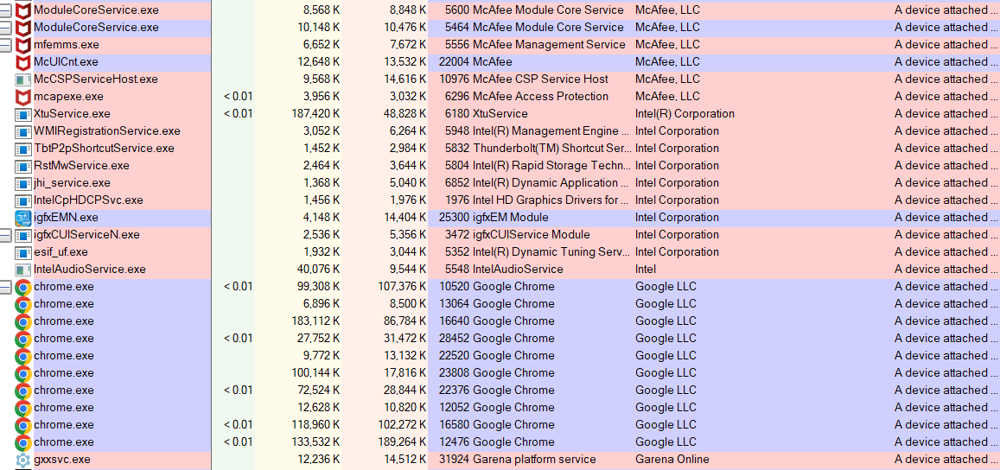 ModuleCoreService.exe 8,568 K 8,848 K 5600 McAfee Module Core Service McAfee, LLC A device attached ...
ModuleCoreService.exe 10,148 K 10,476 K 5464 McAfee Module Core Service McAfee, LLC A device attached ...
mfemms.exe 6,652 K 7,672 K 5556 McAfee Management Service McAfee, LLC A device attached ...
McUICnt.exe 12,648 K 13,532 K 22004 McAfee McAfee, LLC A device attached ...
McCSPServiceHost.exe 9,568 K 14,616 K 10976 McAfee CSP Service Host McAfee, LLC A device attached ...
mcapexe.exe < 0.01 3,956 K 3,032 K 6296 McAfee Access Protection McAfee, LLC A device attached ...
XtuService.exe < 0.01 187,420 K 48,828 K 6180 XtuService Intel(R) Corporation A device attached ...
WMIRegistrationService.exe 3,052 K 6,264 K 5948 Intel(R) Management Engine ... Intel Corporation A device attached ...
TbtP2pShortcutService.exe 1,452 K 2,984 K 5832 Thunderbolt(TM) Shortcut Ser... Intel Corporation A device attached ...
RstMwService.exe 2,464 K 3,644 K 5804 Intel(R) Rapid Storage Techn... Intel Corporation A device attached ...
jhi_service.exe 1,368 K 5,040 K 6852 Intel(R) Dynamic Application ... Intel Corporation A device attached ...
IntelCpHDCPSvc.exe 1,456 K 1,976 K 1976 Intel HD Graphics Drivers for ... Intel Corporation A device attached ...
igfxEMN.exe 4,148 K 14,404 K 25300 igfxEM Module Intel Corporation A device attached ...
igfxCUIServiceN.exe 2,536 K 5,356 K 3472 igfxCUIService Module Intel Corporation A device attached ...
esif_uf.exe 1,932 K 3,044 K 5352 Intel(R) Dynamic Tuning Serv... Intel Corporation A device attached ...
IntelAudioService.exe 40,076 K 9,544 K 5548 IntelAudioService Intel A device attached ...
chrome.exe < 0.01 99,308 K 107,376 K 10520 Google Chrome Google LLC A device attached ...
chrome.exe 6,896 K 8,500 K 13064 Google Chrome Google LLC A device attached ...
chrome.exe 183,112 K 86,784 K 16640 Google Chrome Google LLC A device attached ...
chrome.exe < 0.01 27,752 K 31,472 K 28452 Google Chrome Google LLC A device attached ...
chrome.exe 9,772 K 13,132 K 22520 Google Chrome Google LLC A device attached ...
chrome.exe 100,144 K 17,816 K 23808 Google Chrome Google LLC A device attached ...
chrome.exe < 0.01 72,524 K 28,844 K 22376 Google Chrome Google LLC A device attached ...
chrome.exe 12,628 K 10,820 K 12052 Google Chrome Google LLC A device attached ...
chrome.exe < 0.01 118,960 K 102,272 K 16580 Google Chrome Google LLC A device attached ...
chrome.exe < 0.01 133,532 K 189,264 K 12476 Google Chrome Google LLC A device attached ...
gxxsvc.exe 12,236 K 14,512 K 31924 Garena platform service Garena Online A device attached ...